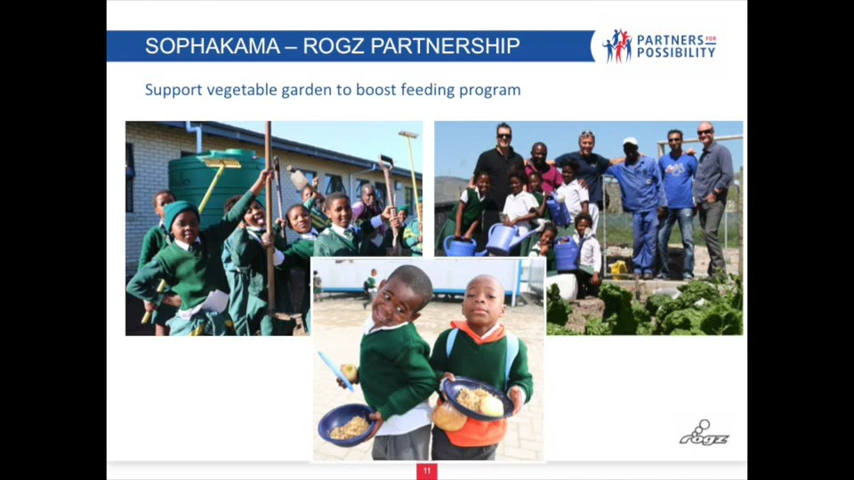 SOPHAKAMA – ROGZ PARTNERSHIP
PARTNERS FOR
POSSIBILITY
Support vegetable garden to boost feeding program
rogz
11